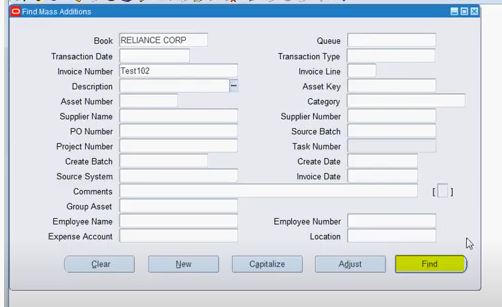 Find Mass Additions
Book RELIANCE CORP Queue
Transaction Date Transaction Type
Invoice Number Test102 Invoice Line
Description Asset Key
Asset Number Category
Supplier Name Supplier Number
PO Number Source Batch
Project Number Task Number
Create Batch Create Date
Source System Invoice Date
Comments [ ]
Group Asset
Employee Name Employee Number
Expense Account Location
Clear New Capitalize Adjust Find